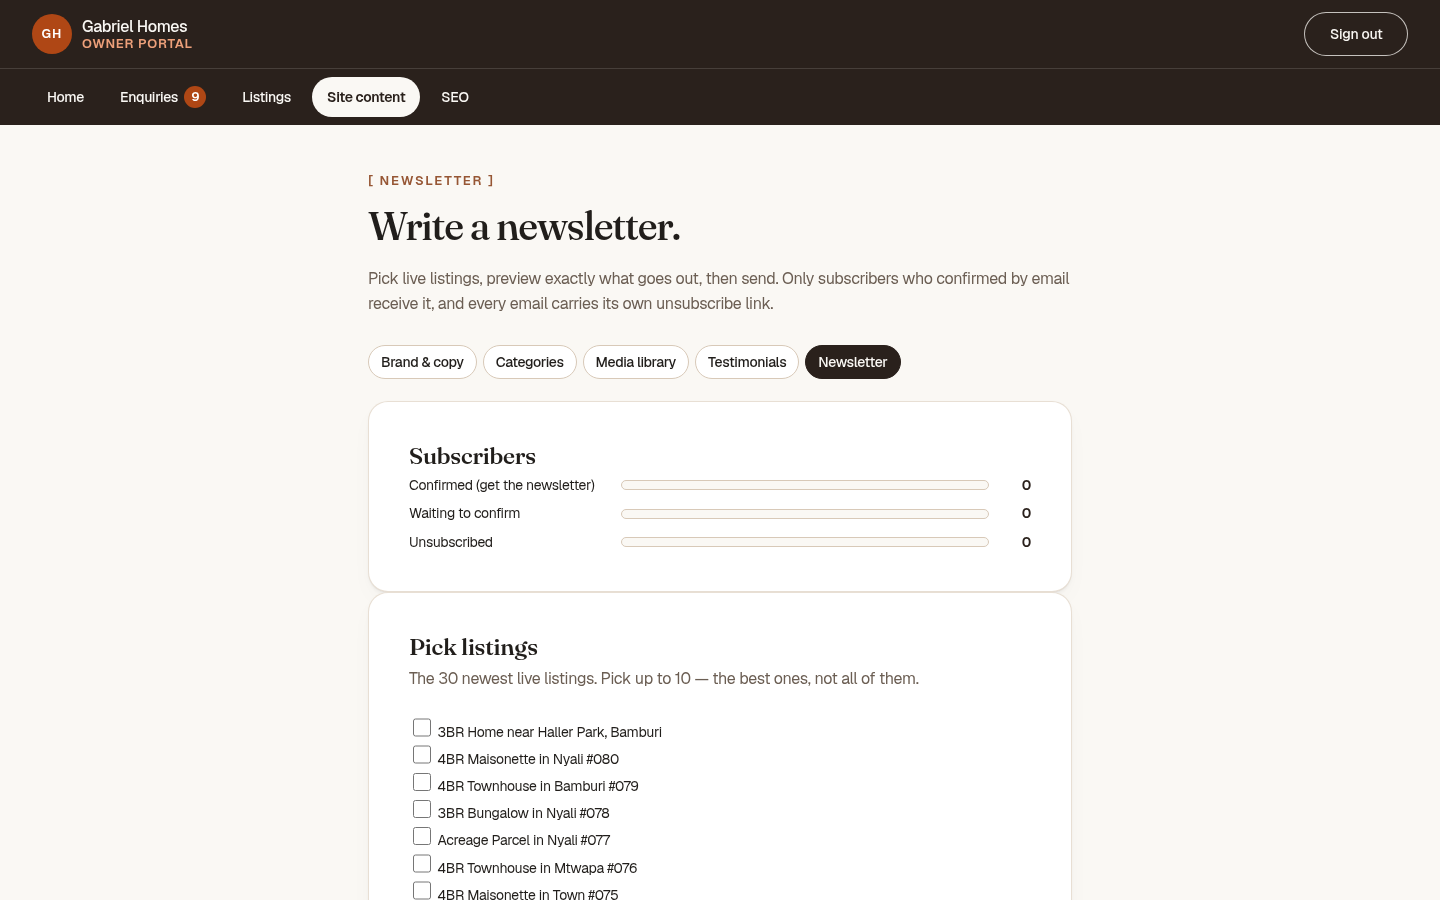 GH
Gabriel Homes
OWNER PORTAL
Sign out
Home
Enquiries 9
Listings
Site content
SEO
[ NEWSLETTER ]
Write a newsletter.
Pick live listings, preview exactly what goes out, then send. Only subscribers who confirmed by email
receive it, and every email carries its own unsubscribe link.
Brand & copy
Categories
Media library
Testimonials
Newsletter
Subscribers
Confirmed (get the newsletter) 0
Waiting to confirm 0
Unsubscribed 0
Pick listings
The 30 newest live listings. Pick up to 10 — the best ones, not all of them.
3BR Home near Haller Park, Bamburi
4BR Maisonette in Nyali #080
4BR Townhouse in Bamburi #079
3BR Bungalow in Nyali #078
Acreage Parcel in Nyali #077
4BR Townhouse in Mtwapa #076
4BR Maisonette in Town #075